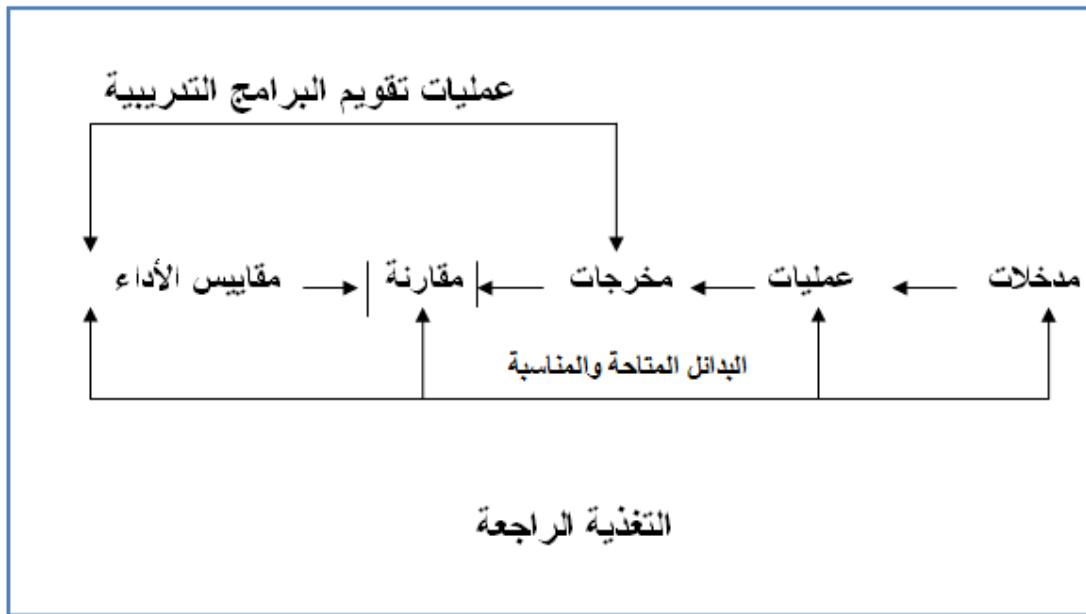 عمليات تقويم البرامج التدريبية
مدخلات عمليات مخرجات مقارنة مقاييس الأداء
البدائل المتاحة والمناسبة
التغذية الراجعة